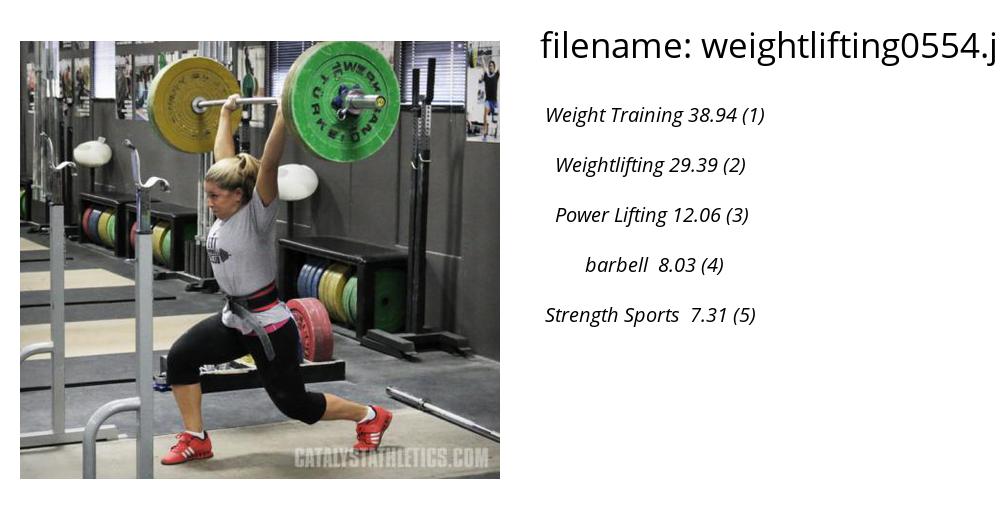 filename: weightlifting0554.j
Weight Training 38.94 (1)
Weightlifting 29.39 (2)
Power Lifting 12.06 (3)
barbell 8.03 (4)
Strength Sports 7.31 (5)
CATALYSTATHLETICS.COM